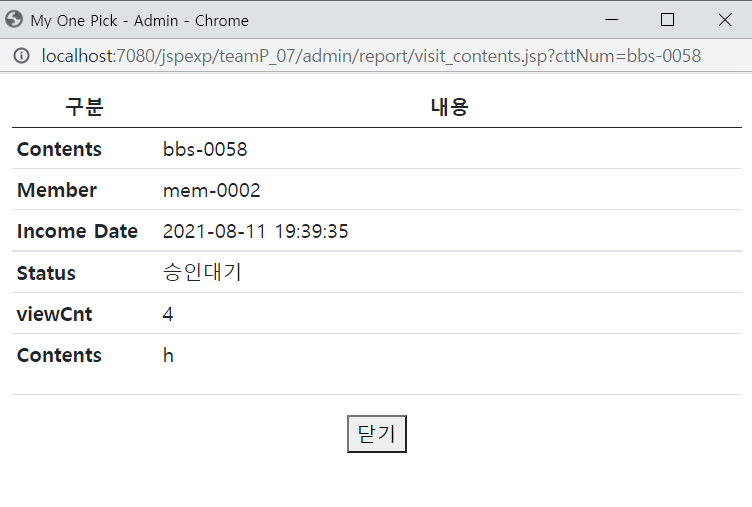 My One Pick - Admin - Chrome
localhost:7080/jspexp/teamP_07/admin/report/visit_contents.jsp?cttNum=bbs-0058
구분 내용
Contents bbs-0058
Member mem-0002
Income Date 2021-08-11 19:39:35
Status 승인대기
viewCnt 4
Contents h
닫기